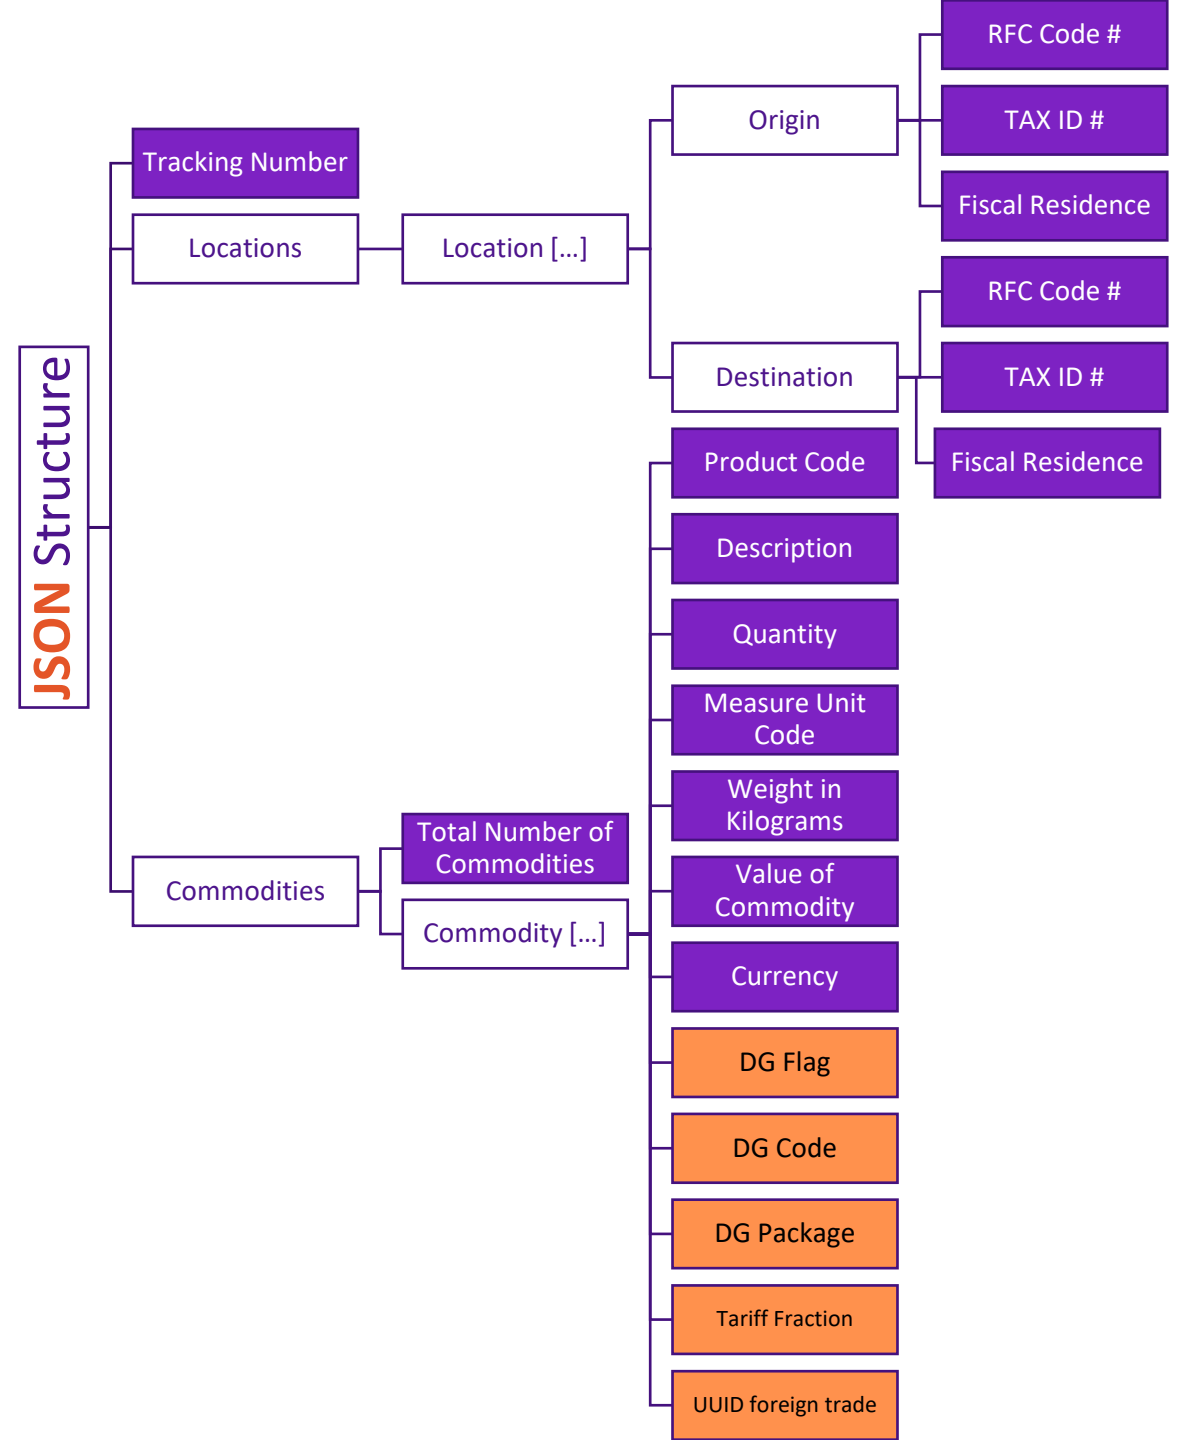 JSON Structure
Tracking Number
Locations
Location [...]
Origin
RFC Code #
TAX ID #
Fiscal Residence
Destination
RFC Code #
TAX ID #
Fiscal Residence
Commodities
Total Number of
Commodities
Commodity [...]
Product Code
Description
Quantity
Measure Unit
Code
Weight in
Kilograms
Value of
Commodity
Currency
DG Flag
DG Code
DG Package
Tariff Fraction
UUID foreign trade